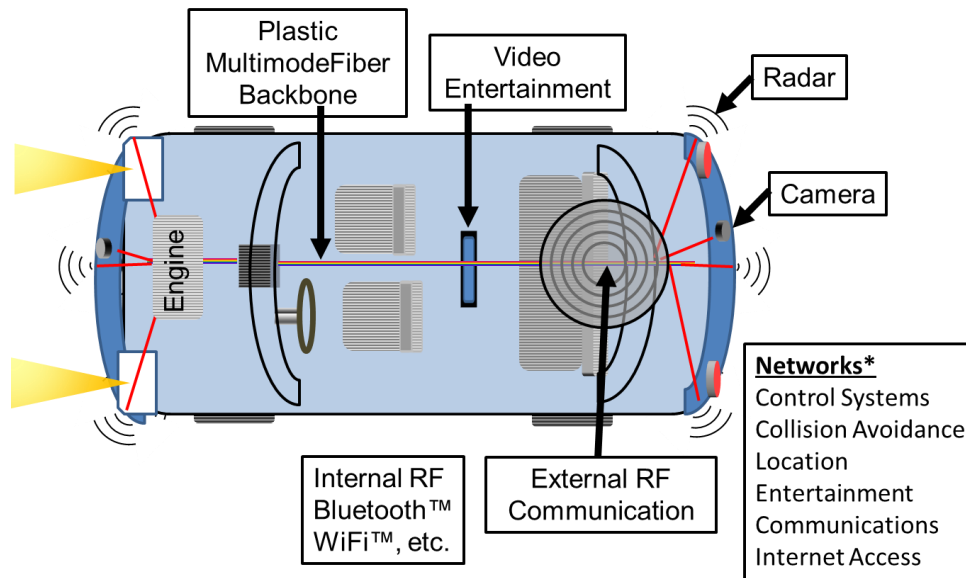 Plastic
MultimodeFiber
Backbone
Video
Entertainment
Radar
Camera
Engine
Internal RF
Bluetooth™
WiFi™, etc.
External RF
Communication
Networks*
Control Systems
Collision Avoidance
Location
Entertainment
Communications
Internet Access